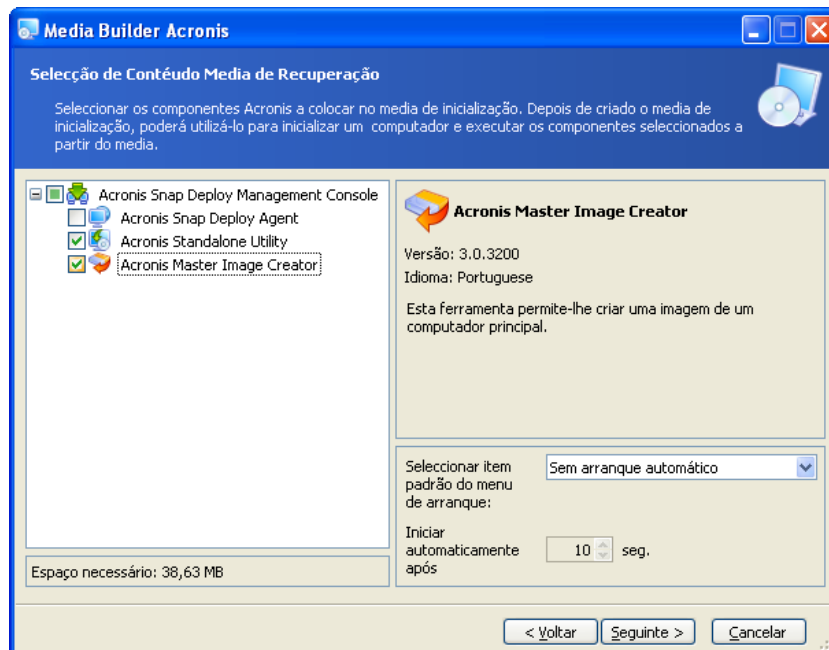 Media Builder Acronis
Selecção de Contéudo Media de Recuperação
Seleccionar os componentes Acronis a colocar no media de inicialização. Depois de criado o media de
inicialização, poderá utilizá-lo para inicializar um computador e executar os componentes seleccionados a
partir do media.
Acronis Snap Deploy Management Console
Acronis Snap Deploy Agent
Acronis Standalone Utility
Acronis Master Image Creator
Espaço necessário: 38,63 MB
Acronis Master Image Creator
Versão: 3.0.3200
Idioma: Portuguese
Esta ferramenta permite-lhe criar uma imagem de um
computador principal.
Seleccionar item
padrão do menu
de arranque:
Sem arranque automático
Iniciar
automaticamente
após
10 seg.
< Voltar
Seguinte >
Cancelar